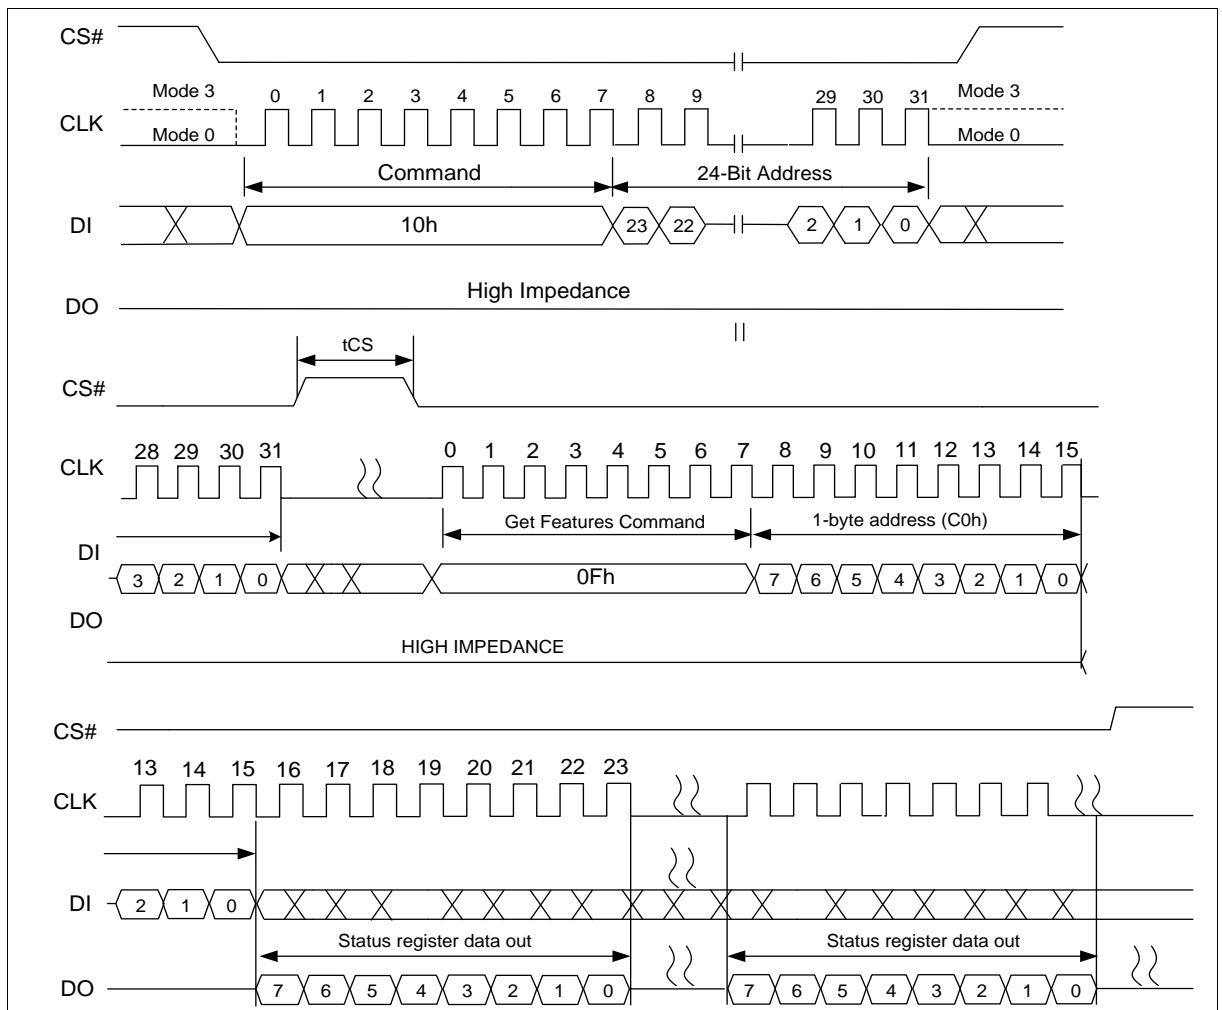 CS#
Mode 3 0 1 2 3 4 5 6 7 8 9 29 30 31 Mode 3
CLK
Mode 0 Mode 0
Command 24-Bit Address
DI 10h 23 22 2 1 0
High Impedance
DO
tCS
CS#
28 29 30 31 0 1 2 3 4 5 6 7 8 9 10 11 12 13 14 15
CLK
Get Features Command 1-byte address (C0h)
DI
3 2 1 0 0Fh 7 6 5 4 3 2 1 0
DO
HIGH IMPEDANCE
CS#
13 14 15 16 17 18 19 20 21 22 23
CLK
DI 2 1 0
Status register data out Status register data out
DO 7 6 5 4 3 2 1 0 7 6 5 4 3 2 1 0